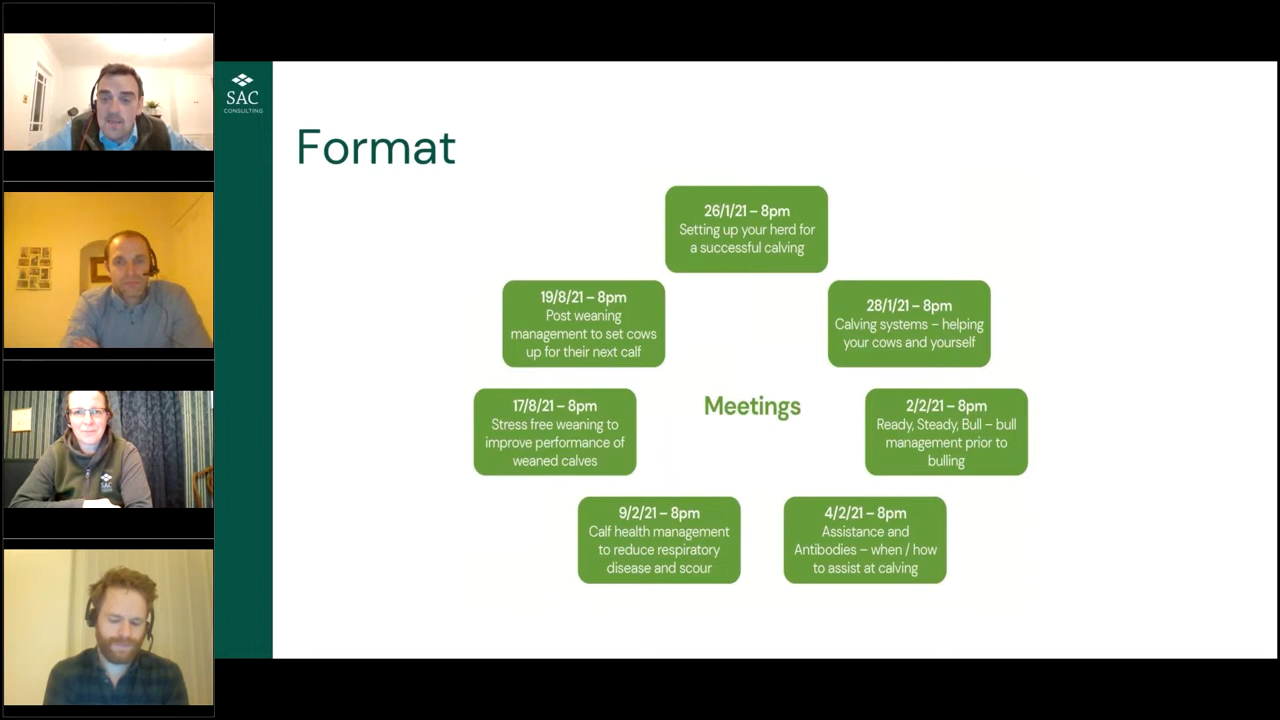 SAC
CONSULTING
Format
26/1/21 – 8pm
Setting up your herd for
a successful calving
28/1/21 – 8pm
Calving systems – helping
your cows and yourself
2/2/21 – 8pm
Ready, Steady, Bull – bull
management prior to
bulling
4/2/21 – 8pm
Assistance and
Antibodies – when / how
to assist at calving
9/2/21 – 8pm
Calf health management
to reduce respiratory
disease and scour
17/8/21 – 8pm
Stress free weaning to
improve performance of
weaned calves
19/8/21 – 8pm
Post weaning
management to set cows
up for their next calf
Meetings
SAC